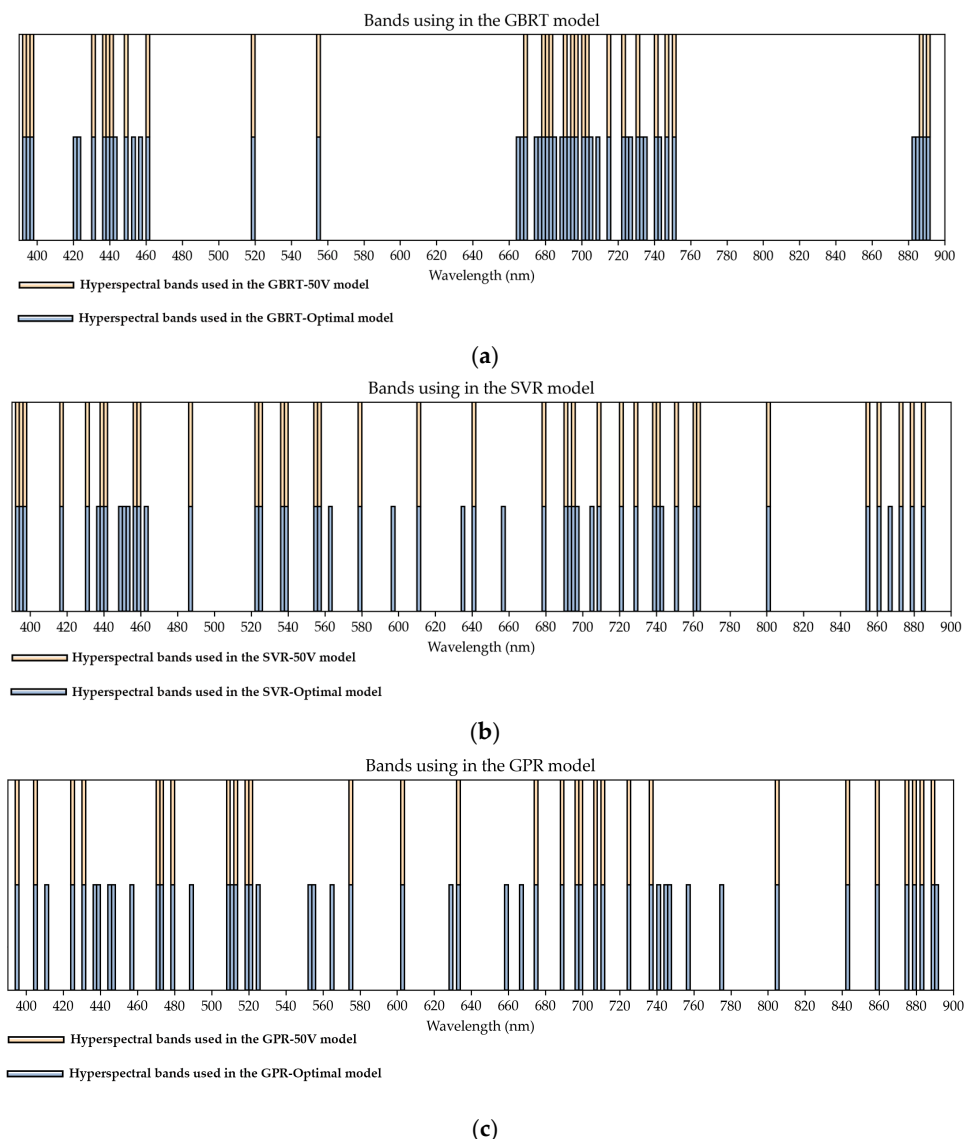 Bands using in the GBRT model
400 420 440 460 480 500 520 540 560 580 600 620 640 660 680 700 720 740 760 780 800 820 840 860 880 900
Wavelength (nm)
Hyperspectral bands used in the GBRT-50V model
Hyperspectral bands used in the GBRT-Optimal model
(a)
Bands using in the SVR model
400 420 440 460 480 500 520 540 560 580 600 620 640 660 680 700 720 740 760 780 800 820 840 860 880 900
Wavelength (nm)
Hyperspectral bands used in the SVR-50V model
Hyperspectral bands used in the SVR-Optimal model
(b)
Bands using in the GPR model
400 420 440 460 480 500 520 540 560 580 600 620 640 660 680 700 720 740 760 780 800 820 840 860 880 900
Wavelength (nm)
Hyperspectral bands used in the GPR-50V model
Hyperspectral bands used in the GPR-Optimal model
(c)